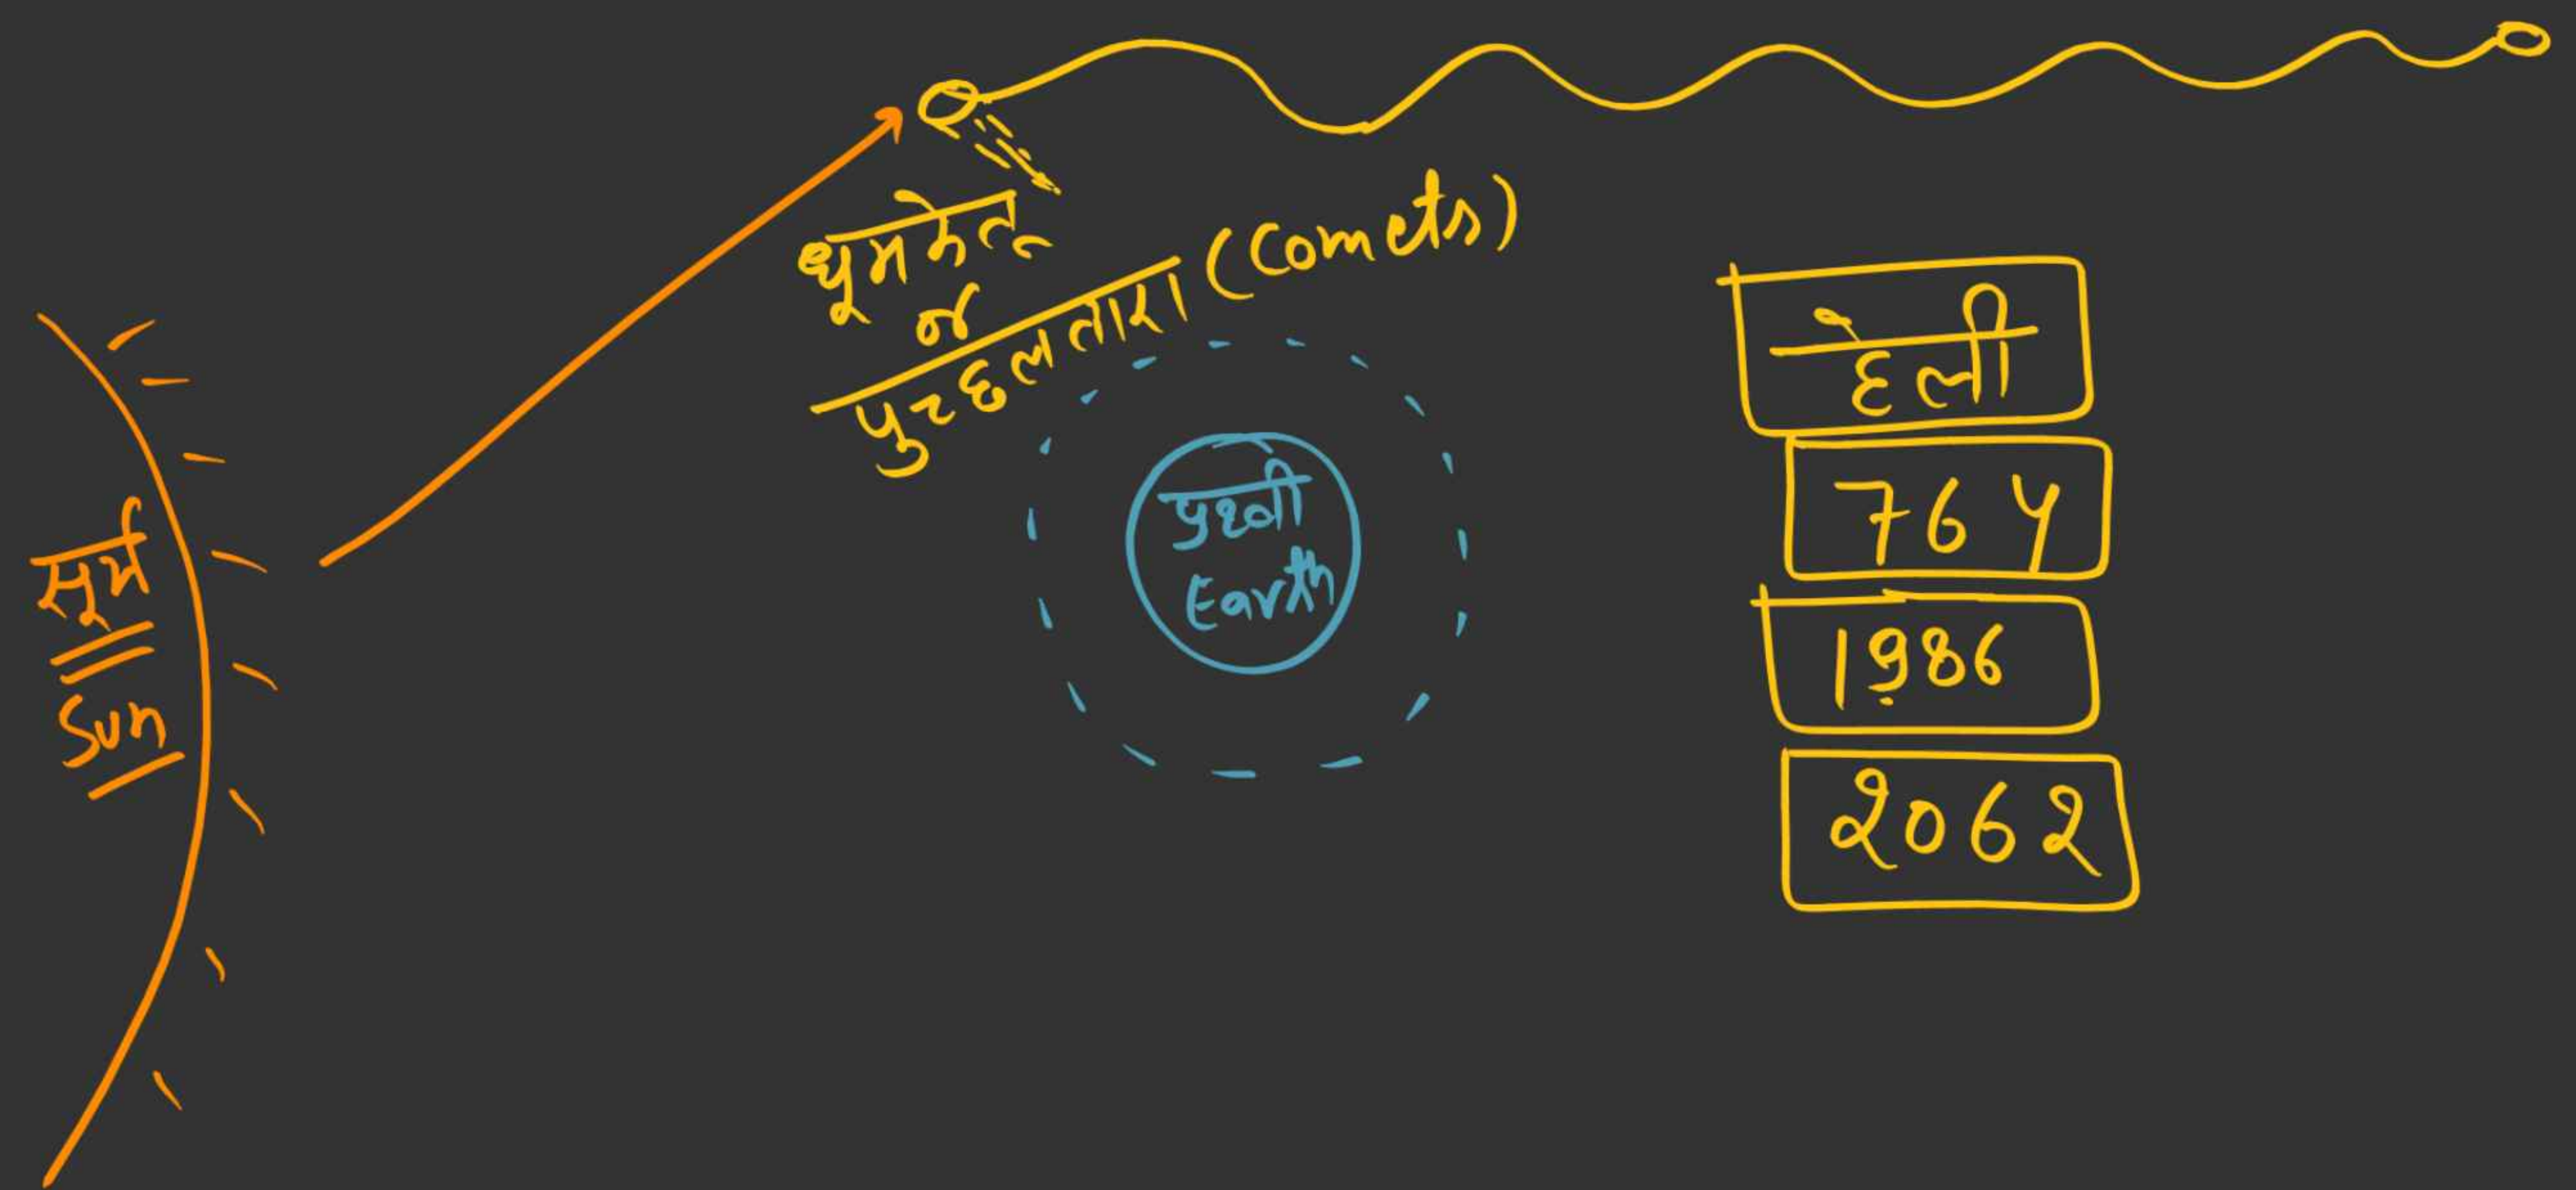 सूर्य
Sun
धूमकेतू
or
पुच्छलतारा (Comets)
पृथ्वी
Earth
हेली
76 Y
1986
2062